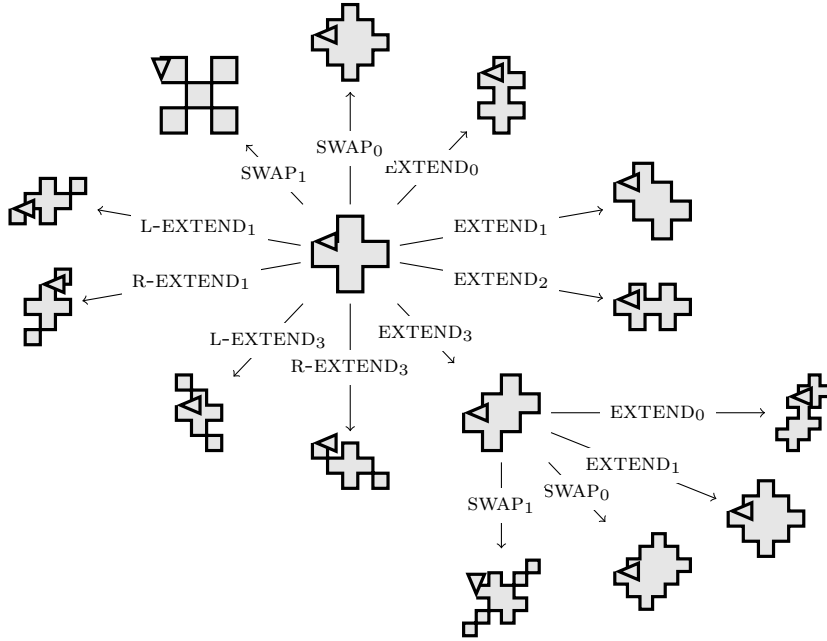 SWAP₀
EXTEND₀
SWAP₁
L-EXTEND₁
EXTEND₁
R-EXTEND₁
EXTEND₂
L-EXTEND₃
EXTEND₃
R-EXTEND₃
EXTEND₀
EXTEND₁
SWAP₀
SWAP₁